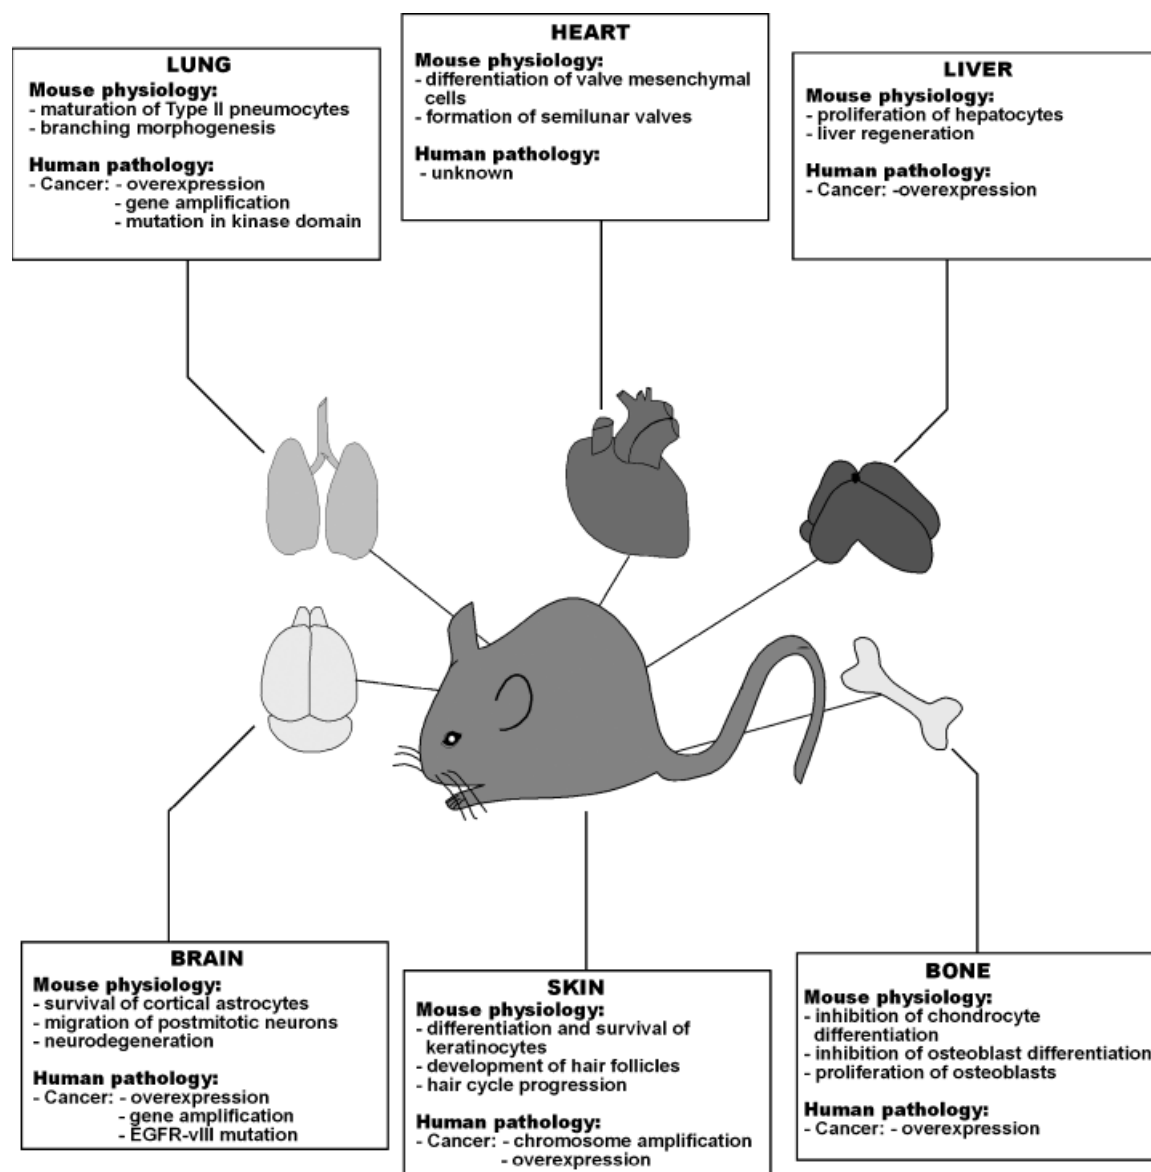 LUNG
Mouse physiology:
- maturation of Type II pneumocytes
- branching morphogenesis
Human pathology:
- Cancer: - overexpression
- gene amplification
- mutation in kinase domain
HEART
Mouse physiology:
- differentiation of valve mesenchymal
cells
- formation of semilunar valves
Human pathology:
- unknown
LIVER
Mouse physiology:
- proliferation of hepatocytes
- liver regeneration
Human pathology:
- Cancer: -overexpression
BRAIN
Mouse physiology:
- survival of cortical astrocytes
- migration of postmitotic neurons
- neurodegeneration
Human pathology:
- Cancer: - overexpression
- gene amplification
- EGFR-vIII mutation
SKIN
Mouse physiology:
- differentiation and survival of
keratinocytes
- development of hair follicles
- hair cycle progression
Human pathology:
- Cancer: - chromosome amplification
- overexpression
BONE
Mouse physiology:
- inhibition of chondrocyte
differentiation
- inhibition of osteoblast differentiation
- proliferation of osteoblasts
Human pathology:
- Cancer: - overexpression